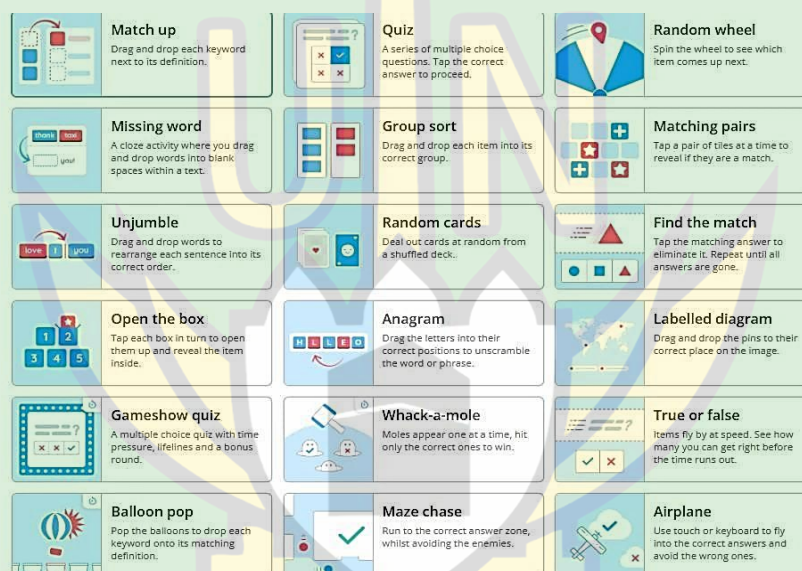 Match up
Drag and drop each keyword
next to its definition.
?
Quiz
A series of multiple choice
questions. Tap the correct
answer to proceed.
Random wheel
Spin the wheel to see which
item comes up next.
thank taxi
you!
Missing word
A cloze activity where you drag
and drop words into blank
spaces within a text.
Group sort
Drag and drop each item into its
correct group.
Matching pairs
Tap a pair of tiles at a time to
reveal if they are a match.
love I you
Unjumble
Drag and drop words to
rearrange each sentence into its
correct order.
Random cards
Deal out cards at random from
a shuffled deck.
Find the match
Tap the matching answer to
eliminate it. Repeat until all
answers are gone.
1 2
3 4 5
Open the box
Tap each box in turn to open
them up and reveal the item
inside.
H L L E O
Anagram
Drag the letters into their
correct positions to unscramble
the word or phrase.
Labelled diagram
Drag and drop the pins to their
correct place on the image.
?
Gameshow quiz
A multiple choice quiz with time
pressure, lifelines and a bonus
round.
Whack-a-mole
Moles appear one at a time, hit
only the correct ones to win.
?
True or false
Items fly by at speed. See how
many you can get right before
the time runs out.
Balloon pop
Pop the balloons to drop each
keyword onto its matching
definition.
Maze chase
Run to the correct answer zone,
whilst avoiding the enemies.
Airplane
Use touch or keyboard to fly
into the correct answers and
avoid the wrong ones.
UIN